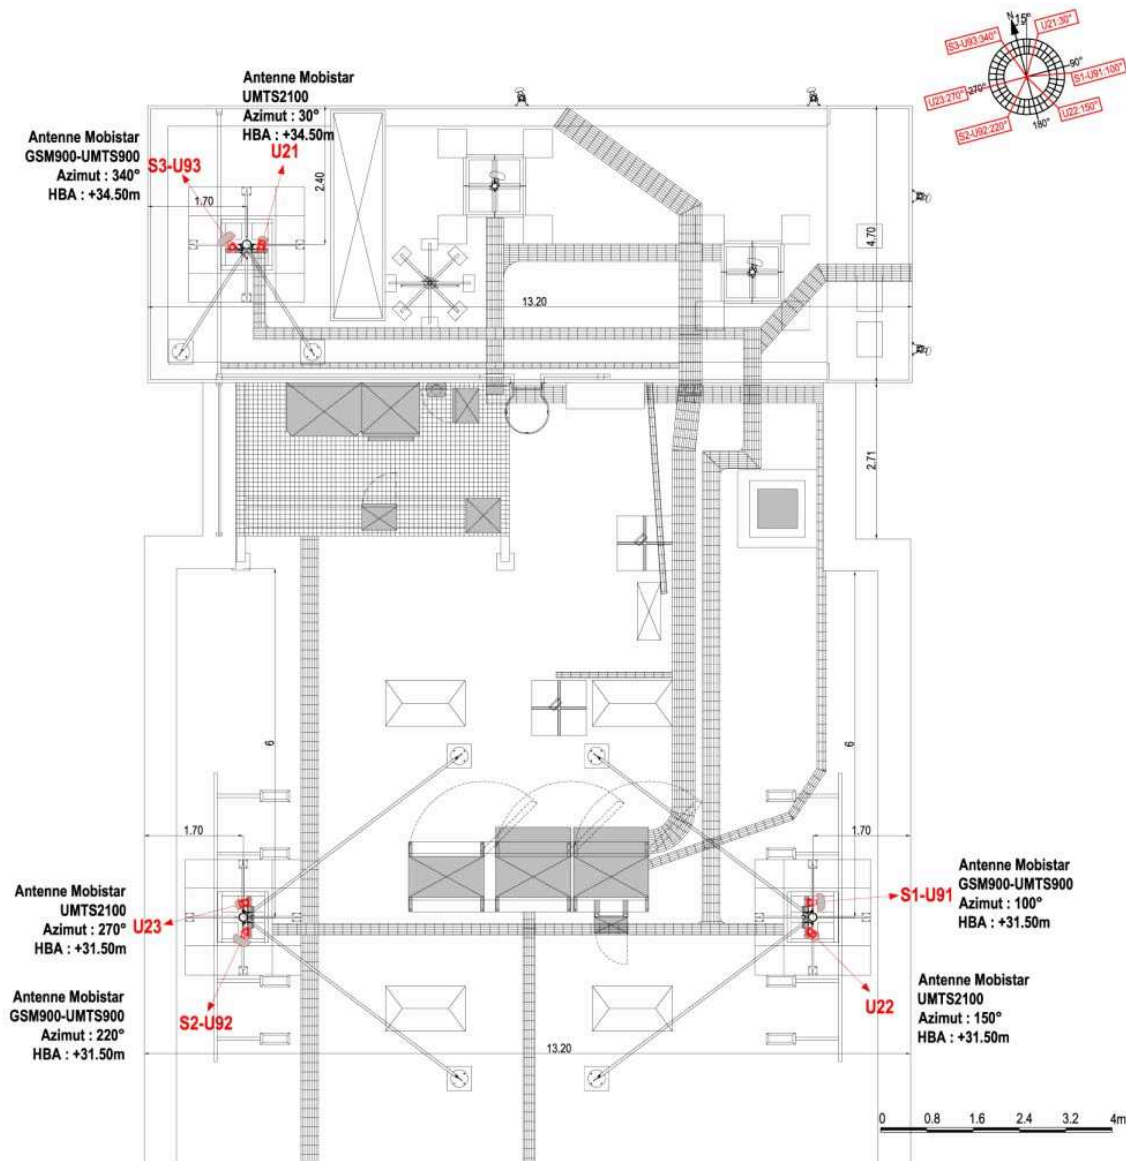 N
15°
U21:30°
S3-U93:340°
90°
S1-U91:100°
270°
U23:270°
U22:150°
S2-U92:220°
180°
Antenne Mobistar
UMTS2100
Azimut : 30°
HBA : +34.50m
U21
Antenne Mobistar
GSM900-UMTS900
Azimut : 340°
HBA : +34.50m
S3-U93
1.70
2.40
4.70
13.20
2.71
6
6
1.70
1.70
Antenne Mobistar
UMTS2100
Azimut : 270°
HBA : +31.50m
U23
Antenne Mobistar
GSM900-UMTS900
Azimut : 100°
HBA : +31.50m
S1-U91
Antenne Mobistar
GSM900-UMTS900
Azimut : 220°
HBA : +31.50m
S2-U92
Antenne Mobistar
UMTS2100
Azimut : 150°
HBA : +31.50m
U22
13.20
0 0.8 1.6 2.4 3.2 4m